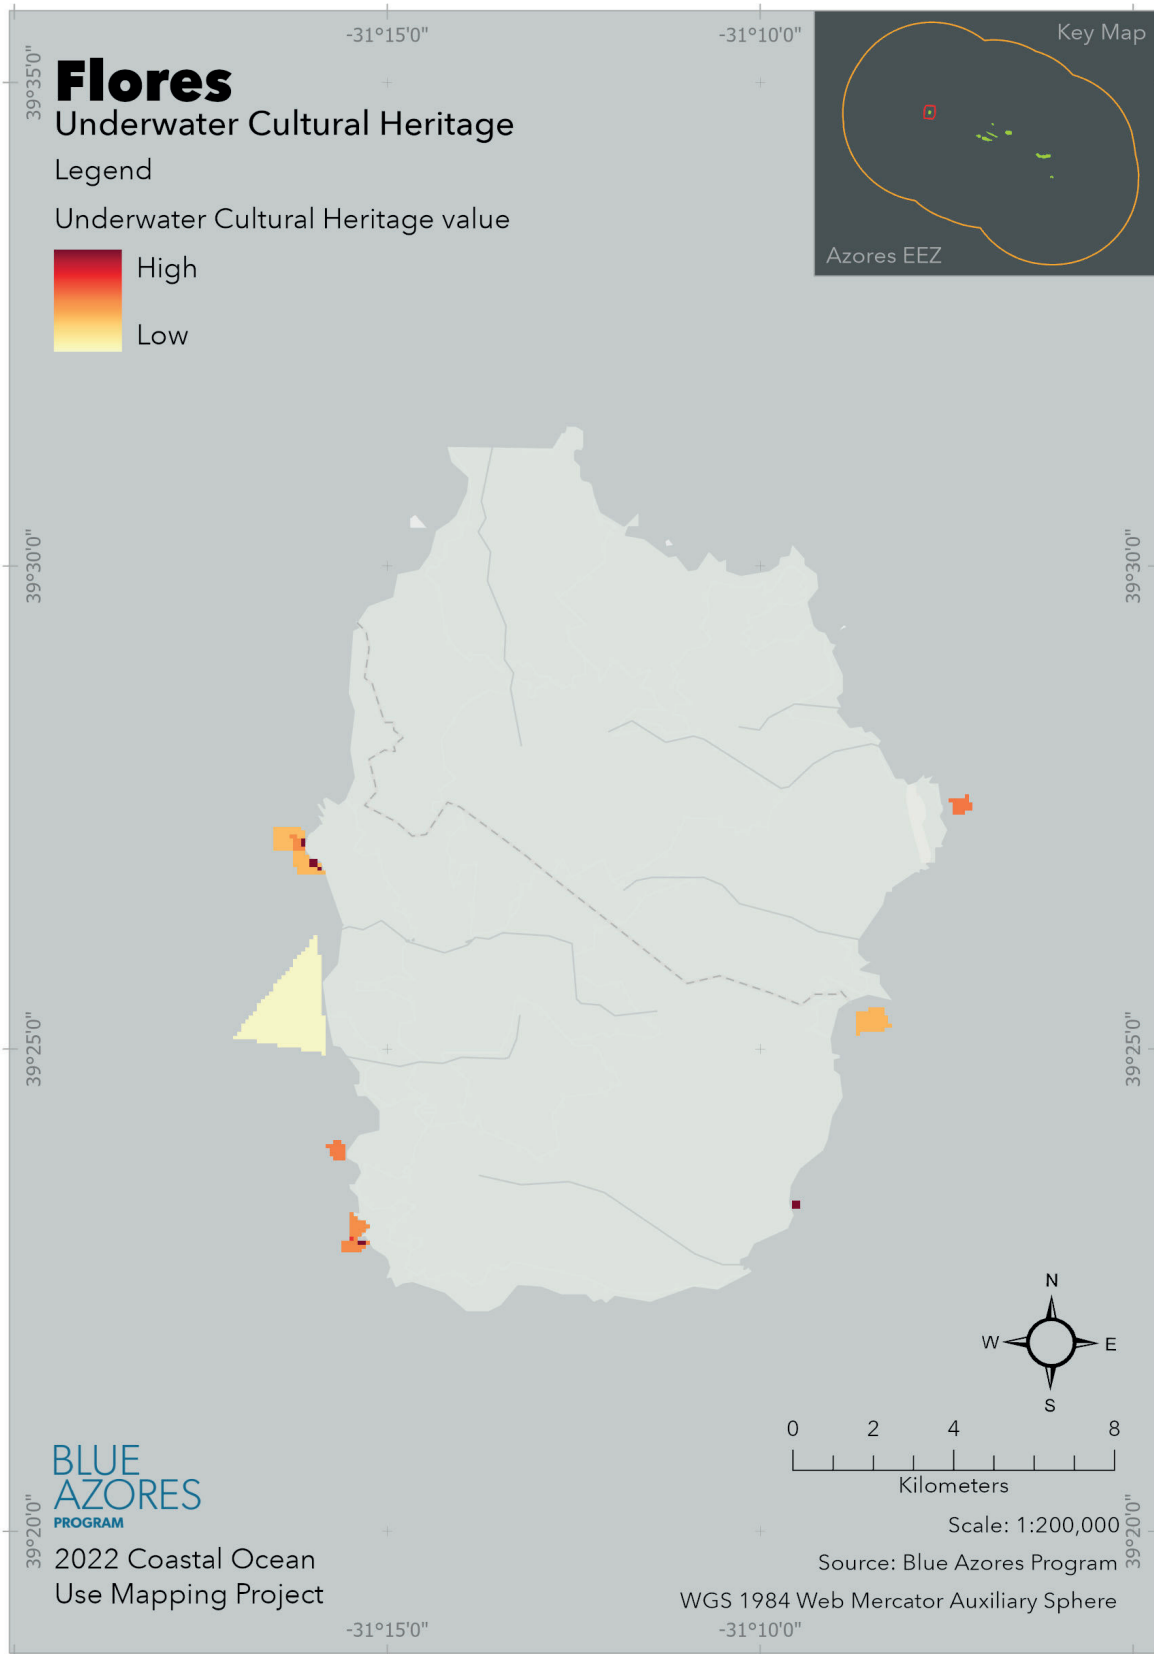 -31°15'0"
-31°10'0"
Key Map
39°35'0"
Flores
Underwater Cultural Heritage
Legend
Underwater Cultural Heritage value
High
Low
Azores EEZ
39°30'0"
39°30'0"
39°25'0"
39°25'0"
N
W
E
S
0 2 4 8
Kilometers
BLUE
AZORES
PROGRAM
39°20'0"
39°20'0"
Scale: 1:200,000
2022 Coastal Ocean
Use Mapping Project
Source: Blue Azores Program
WGS 1984 Web Mercator Auxiliary Sphere
-31°15'0"
-31°10'0"